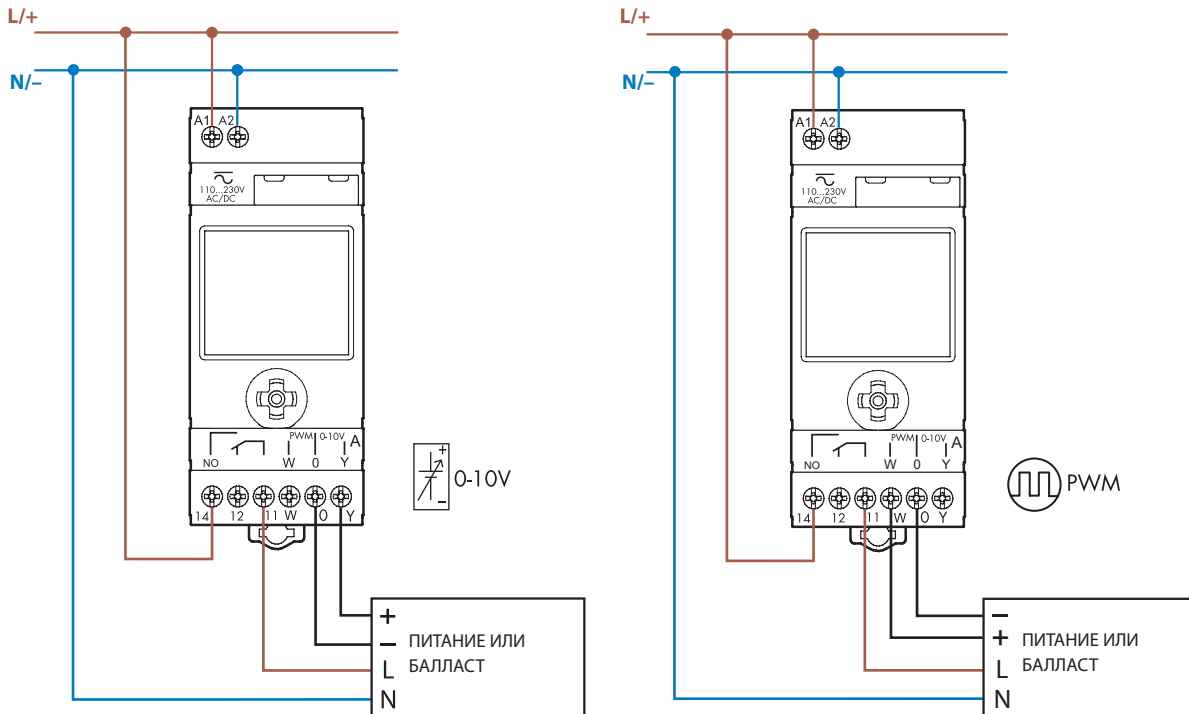 L/+
N/–
A1 A2
110...230V
AC/DC
PWM 0-10V A
NO W 0 Y
14 12 11 W 0 Y
0-10V
+
–
+
– ПИТАНИЕ ИЛИ
L БАЛЛАСТ
N
L/+
N/–
A1 A2
110...230V
AC/DC
PWM 0-10V A
NO W 0 Y
14 12 11 W 0 Y
PWM
–
+ ПИТАНИЕ ИЛИ
L БАЛЛАСТ
N